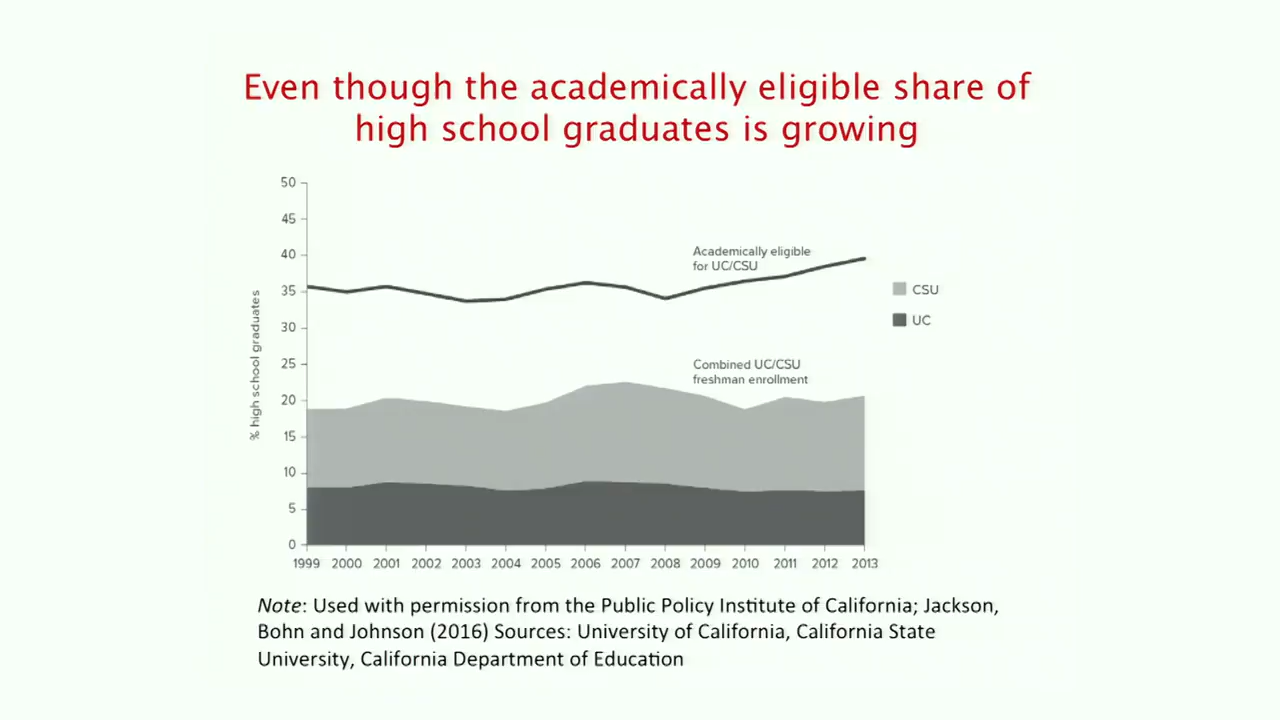 Even though the academically eligible share of
high school graduates is growing
50
45
40
35
30
25
20
15
10
5
0
% high school graduates
Academically eligible
for UC/CSU
Combined UC/CSU
freshman enrollment
CSU
UC
1999 2000 2001 2002 2003 2004 2005 2006 2007 2008 2009 2010 2011 2012 2013
Note: Used with permission from the Public Policy Institute of California; Jackson,
Bohn and Johnson (2016) Sources: University of California, California State
University, California Department of Education